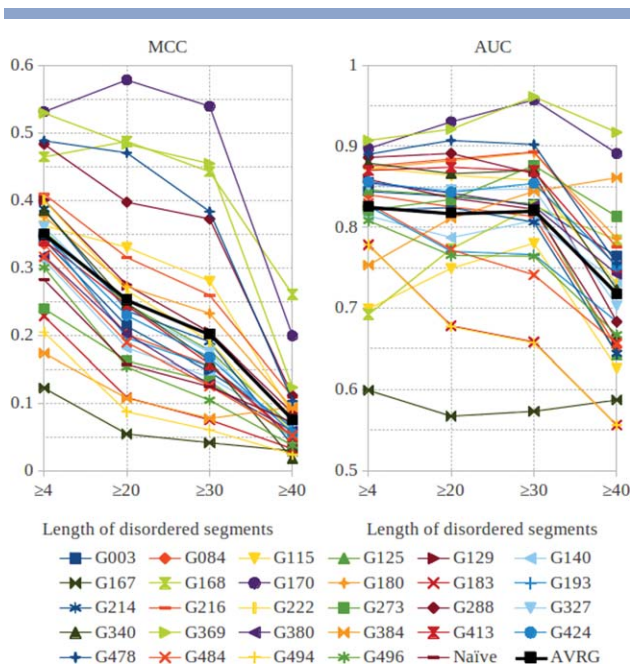 MCC
AUC
0.6
0.5
0.4
0.3
0.2
0.1
0
≥4 ≥20 ≥30 ≥40
1
0.9
0.8
0.7
0.6
0.5
≥4 ≥20 ≥30 ≥40
Length of disordered segments
Length of disordered segments
G003 G084 G115 G125 G129 G140
G167 G168 G170 G180 G183 G193
G214 G216 G222 G273 G288 G327
G340 G369 G380 G384 G413 G424
G478 G484 G494 G496 Naïve AVRG